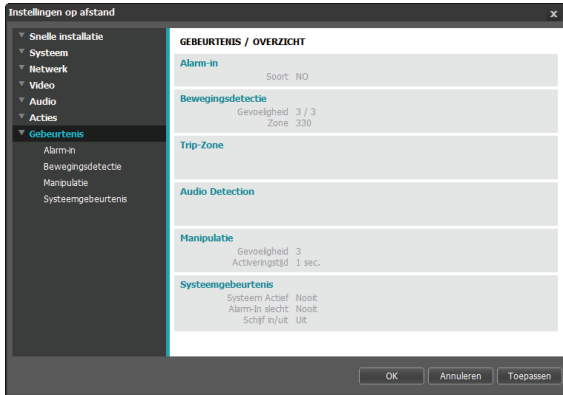 Instellingen op afstand
x
Snelle installatie
Systeem
Netwerk
Video
Audio
Acties
Gebeurtenis
Alarm-in
Bewegingsdetectie
Manipulatie
Systeemgebeurtenis
GEBEURTENIS / OVERZICHT
Alarm-in
Soort NO
Bewegingsdetectie
Gevoeligheid 3 / 3
Zone 330
Trip-Zone
Audio Detection
Manipulatie
Gevoeligheid 3
Activeringstijd 1 sec.
Systeemgebeurtenis
Systeem Actief Nooit
Alarm-In slecht Nooit
Schijf in/uit Uit
OK Annuleren Toepassen